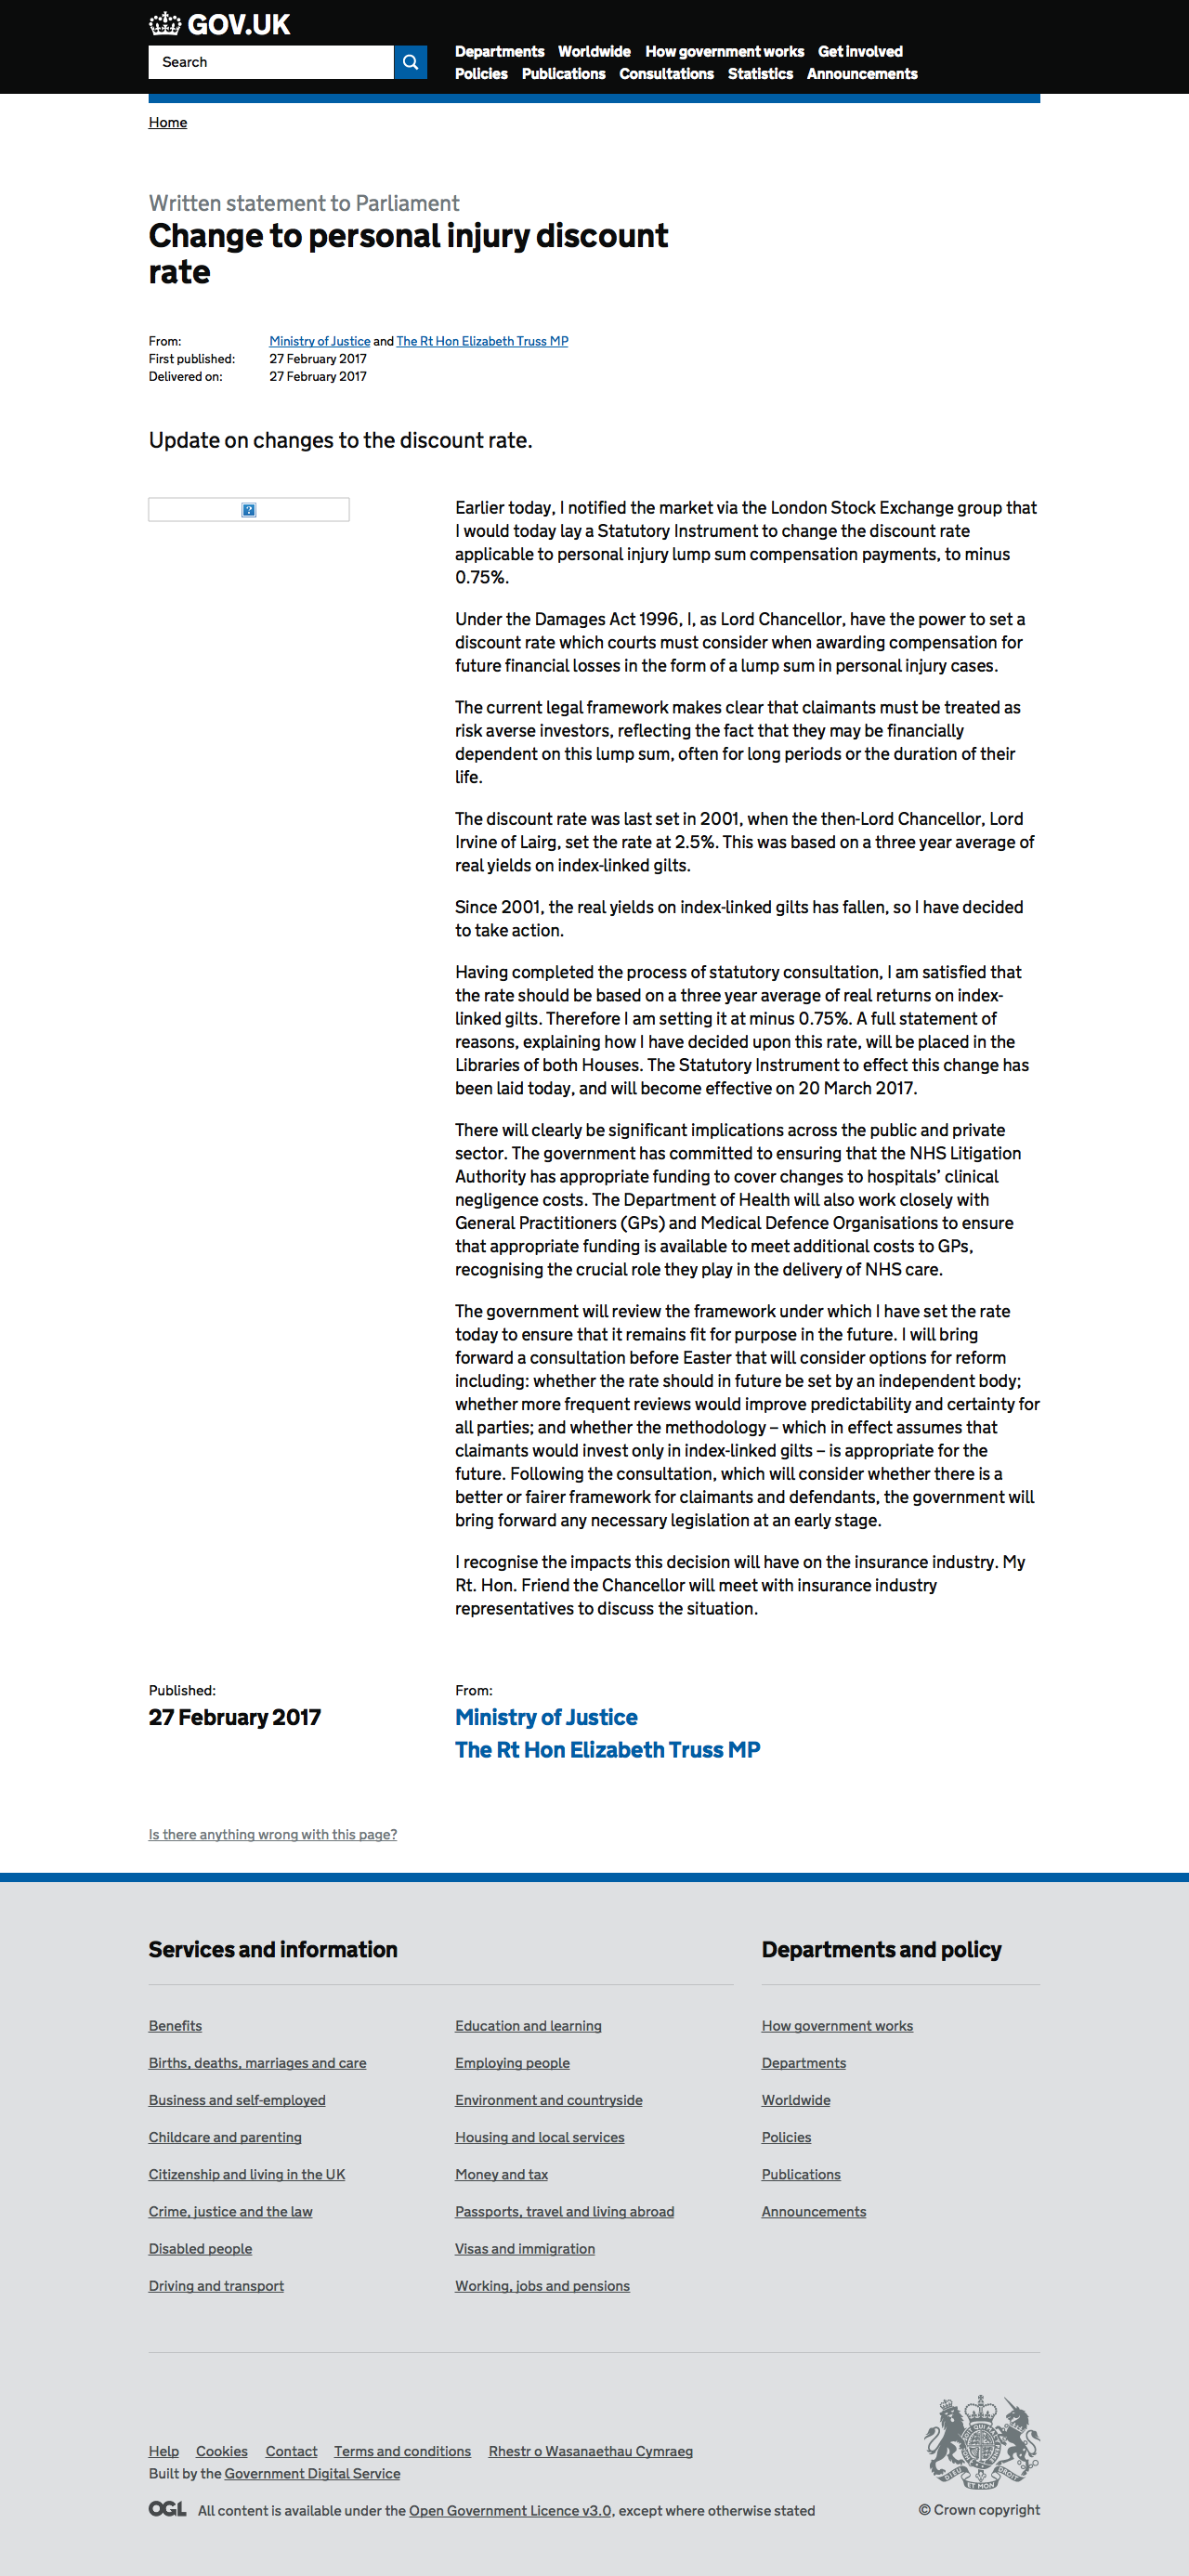 GOV.UK
Search
Departments Worldwide How government works Get involved
Policies Publications Consultations Statistics Announcements
Home
Written statement to Parliament
Change to personal injury discount
rate
From: Ministry of Justice and The Rt Hon Elizabeth Truss MP
First published: 27 February 2017
Delivered on: 27 February 2017
Update on changes to the discount rate.
Earlier today, I notified the market via the London Stock Exchange group that
I would today lay a Statutory Instrument to change the discount rate
applicable to personal injury lump sum compensation payments, to minus
0.75%.
Under the Damages Act 1996, I, as Lord Chancellor, have the power to set a
discount rate which courts must consider when awarding compensation for
future financial losses in the form of a lump sum in personal injury cases.
The current legal framework makes clear that claimants must be treated as
risk averse investors, reflecting the fact that they may be financially
dependent on this lump sum, often for long periods or the duration of their
life.
The discount rate was last set in 2001, when the then-Lord Chancellor, Lord
Irvine of Lairg, set the rate at 2.5%. This was based on a three year average of
real yields on index-linked gilts.
Since 2001, the real yields on index-linked gilts has fallen, so I have decided
to take action.
Having completed the process of statutory consultation, I am satisfied that
the rate should be based on a three year average of real returns on index-
linked gilts. Therefore I am setting it at minus 0.75%. A full statement of
reasons, explaining how I have decided upon this rate, will be placed in the
Libraries of both Houses. The Statutory Instrument to effect this change has
been laid today, and will become effective on 20 March 2017.
There will clearly be significant implications across the public and private
sector. The government has committed to ensuring that the NHS Litigation
Authority has appropriate funding to cover changes to hospitals’ clinical
negligence costs. The Department of Health will also work closely with
General Practitioners (GPs) and Medical Defence Organisations to ensure
that appropriate funding is available to meet additional costs to GPs,
recognising the crucial role they play in the delivery of NHS care.
The government will review the framework under which I have set the rate
today to ensure that it remains fit for purpose in the future. I will bring
forward a consultation before Easter that will consider options for reform
including: whether the rate should in future be set by an independent body;
whether more frequent reviews would improve predictability and certainty for
all parties; and whether the methodology – which in effect assumes that
claimants would invest only in index-linked gilts – is appropriate for the
future. Following the consultation, which will consider whether there is a
better or fairer framework for claimants and defendants, the government will
bring forward any necessary legislation at an early stage.
I recognise the impacts this decision will have on the insurance industry. My
Rt. Hon. Friend the Chancellor will meet with insurance industry
representatives to discuss the situation.
Published:
27 February 2017
From:
Ministry of Justice
The Rt Hon Elizabeth Truss MP
Is there anything wrong with this page?
Services and information
Benefits
Births, deaths, marriages and care
Business and self-employed
Childcare and parenting
Citizenship and living in the UK
Crime, justice and the law
Disabled people
Driving and transport
Education and learning
Employing people
Environment and countryside
Housing and local services
Money and tax
Passports, travel and living abroad
Visas and immigration
Working, jobs and pensions
Departments and policy
How government works
Departments
Worldwide
Policies
Publications
Announcements
Help Cookies Contact Terms and conditions Rhestr o Wasanaethau Cymraeg
Built by the Government Digital Service
OGL All content is available under the Open Government Licence v3.0, except where otherwise stated
DIEU ET MON DROIT
© Crown copyright